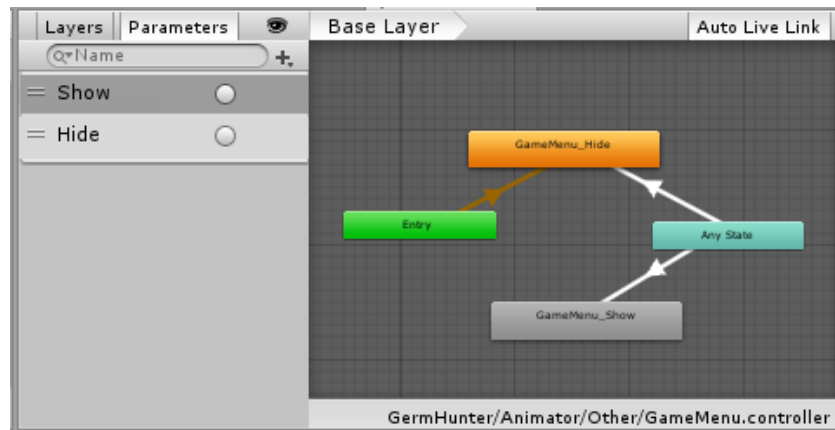 Layers Parameters Base Layer Auto Live Link
Name
Show
Hide
GameMenu_Hide
Entry
Any State
GameMenu_Show
GermHunter/Animator/Other/GameMenu.controller